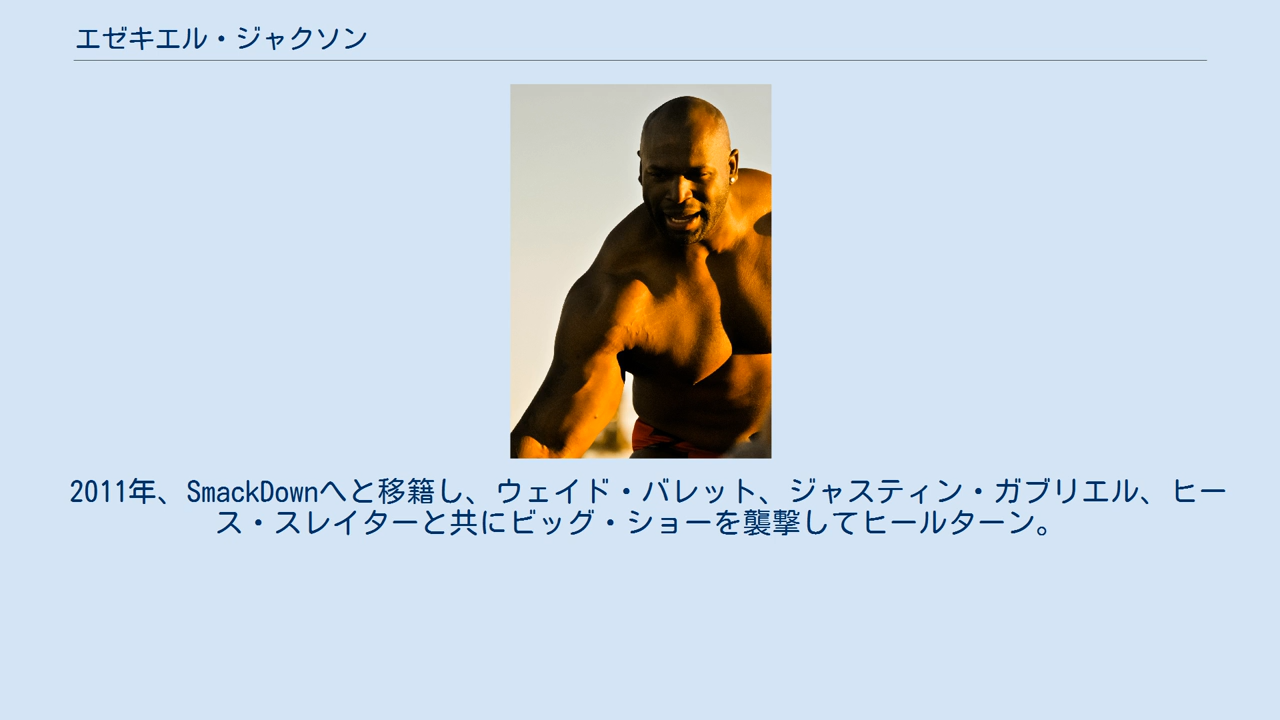 エゼキエル・ジャクソン
2011年、SmackDownへと移籍し、ウェイド・バレット、ジャスティン・ガブリエル、ヒー
ス・スレイターと共にビッグ・ショーを襲撃してヒールターン。